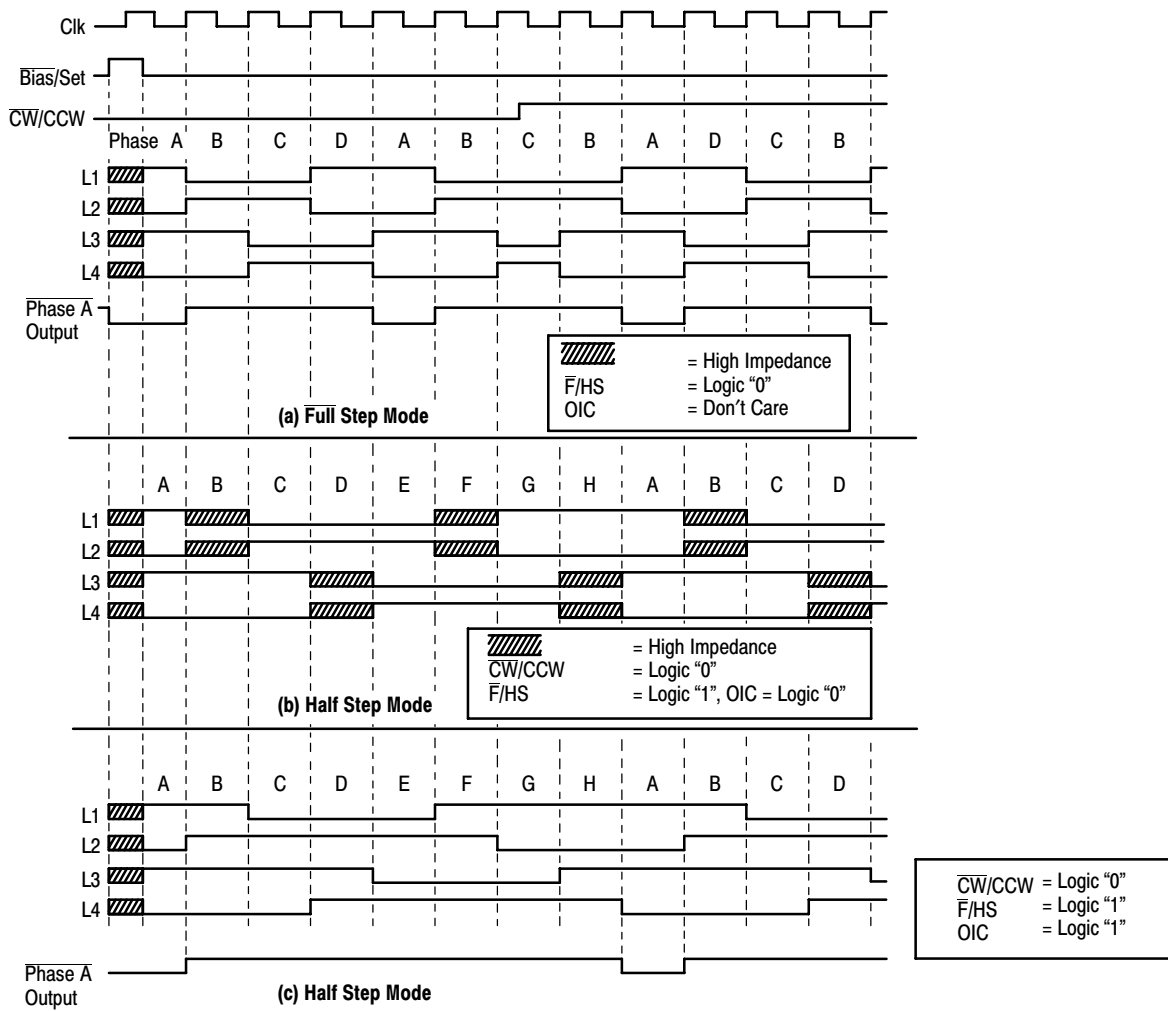 Clk
Bias/Set
CW/CCW
Phase A B C D A B C B A D C B
L1
L2
L3
L4
Phase A
Output
= High Impedance
F/HS = Logic “0”
OIC = Don′t Care
(a) Full Step Mode
A B C D E F G H A B C D
L1
L2
L3
L4
= High Impedance
CW/CCW = Logic “0”
F/HS = Logic “1”, OIC = Logic “0”
(b) Half Step Mode
A B C D E F G H A B C D
L1
L2
L3
L4
CW/CCW = Logic “0”
F/HS = Logic “1”
OIC = Logic “1”
Phase A
Output
(c) Half Step Mode